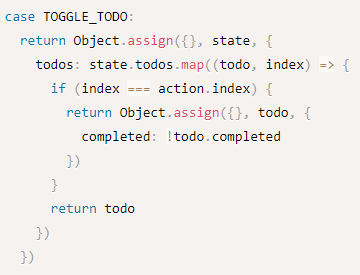 case TOGGLE_TODO:
  return Object.assign({}, state, {
    todos: state.todos.map((todo, index) => {
      if (index === action.index) {
        return Object.assign({}, todo, {
          completed: !todo.completed
        })
      }
      return todo
    })
  })